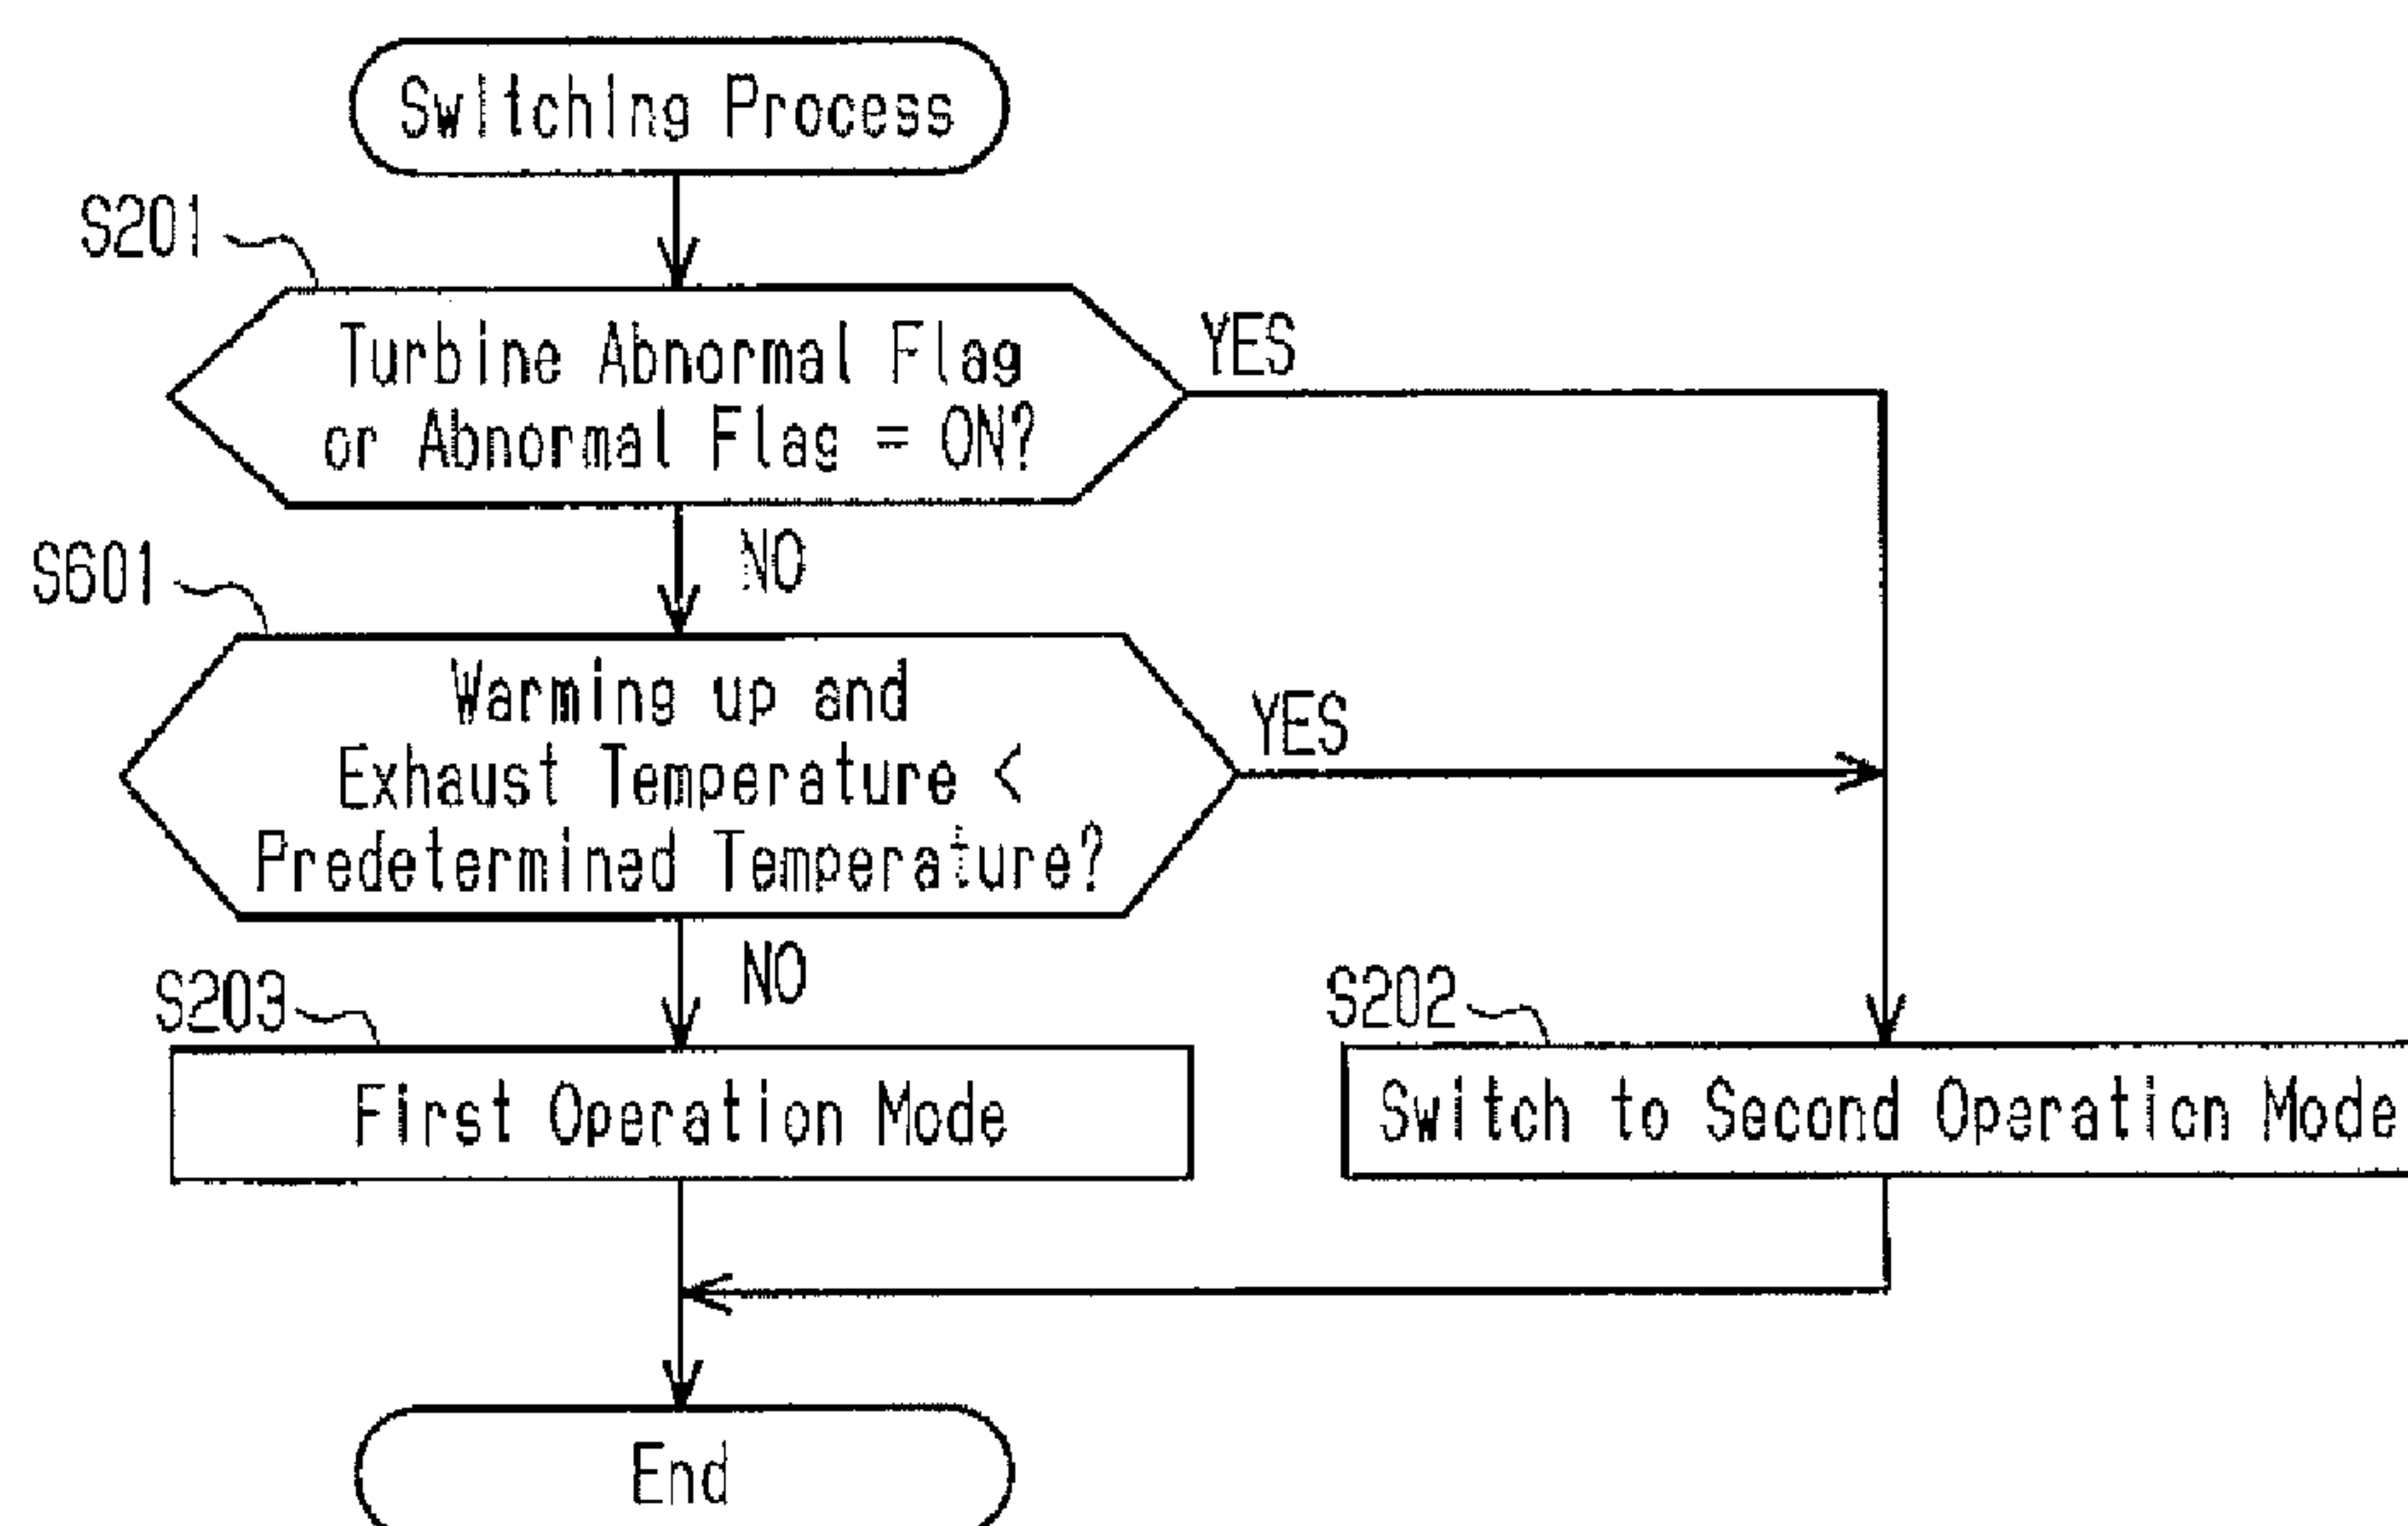 Switching Process
S201
Turbine Abnormal Flag
or Abnormal Flag = ON?
YES
NO
S601
Warming up and
Exhaust Temperature <
Predetermined Temperature?
YES
NO
S203
First Operation Mode
S202
Switch to Second Operation Mode
End